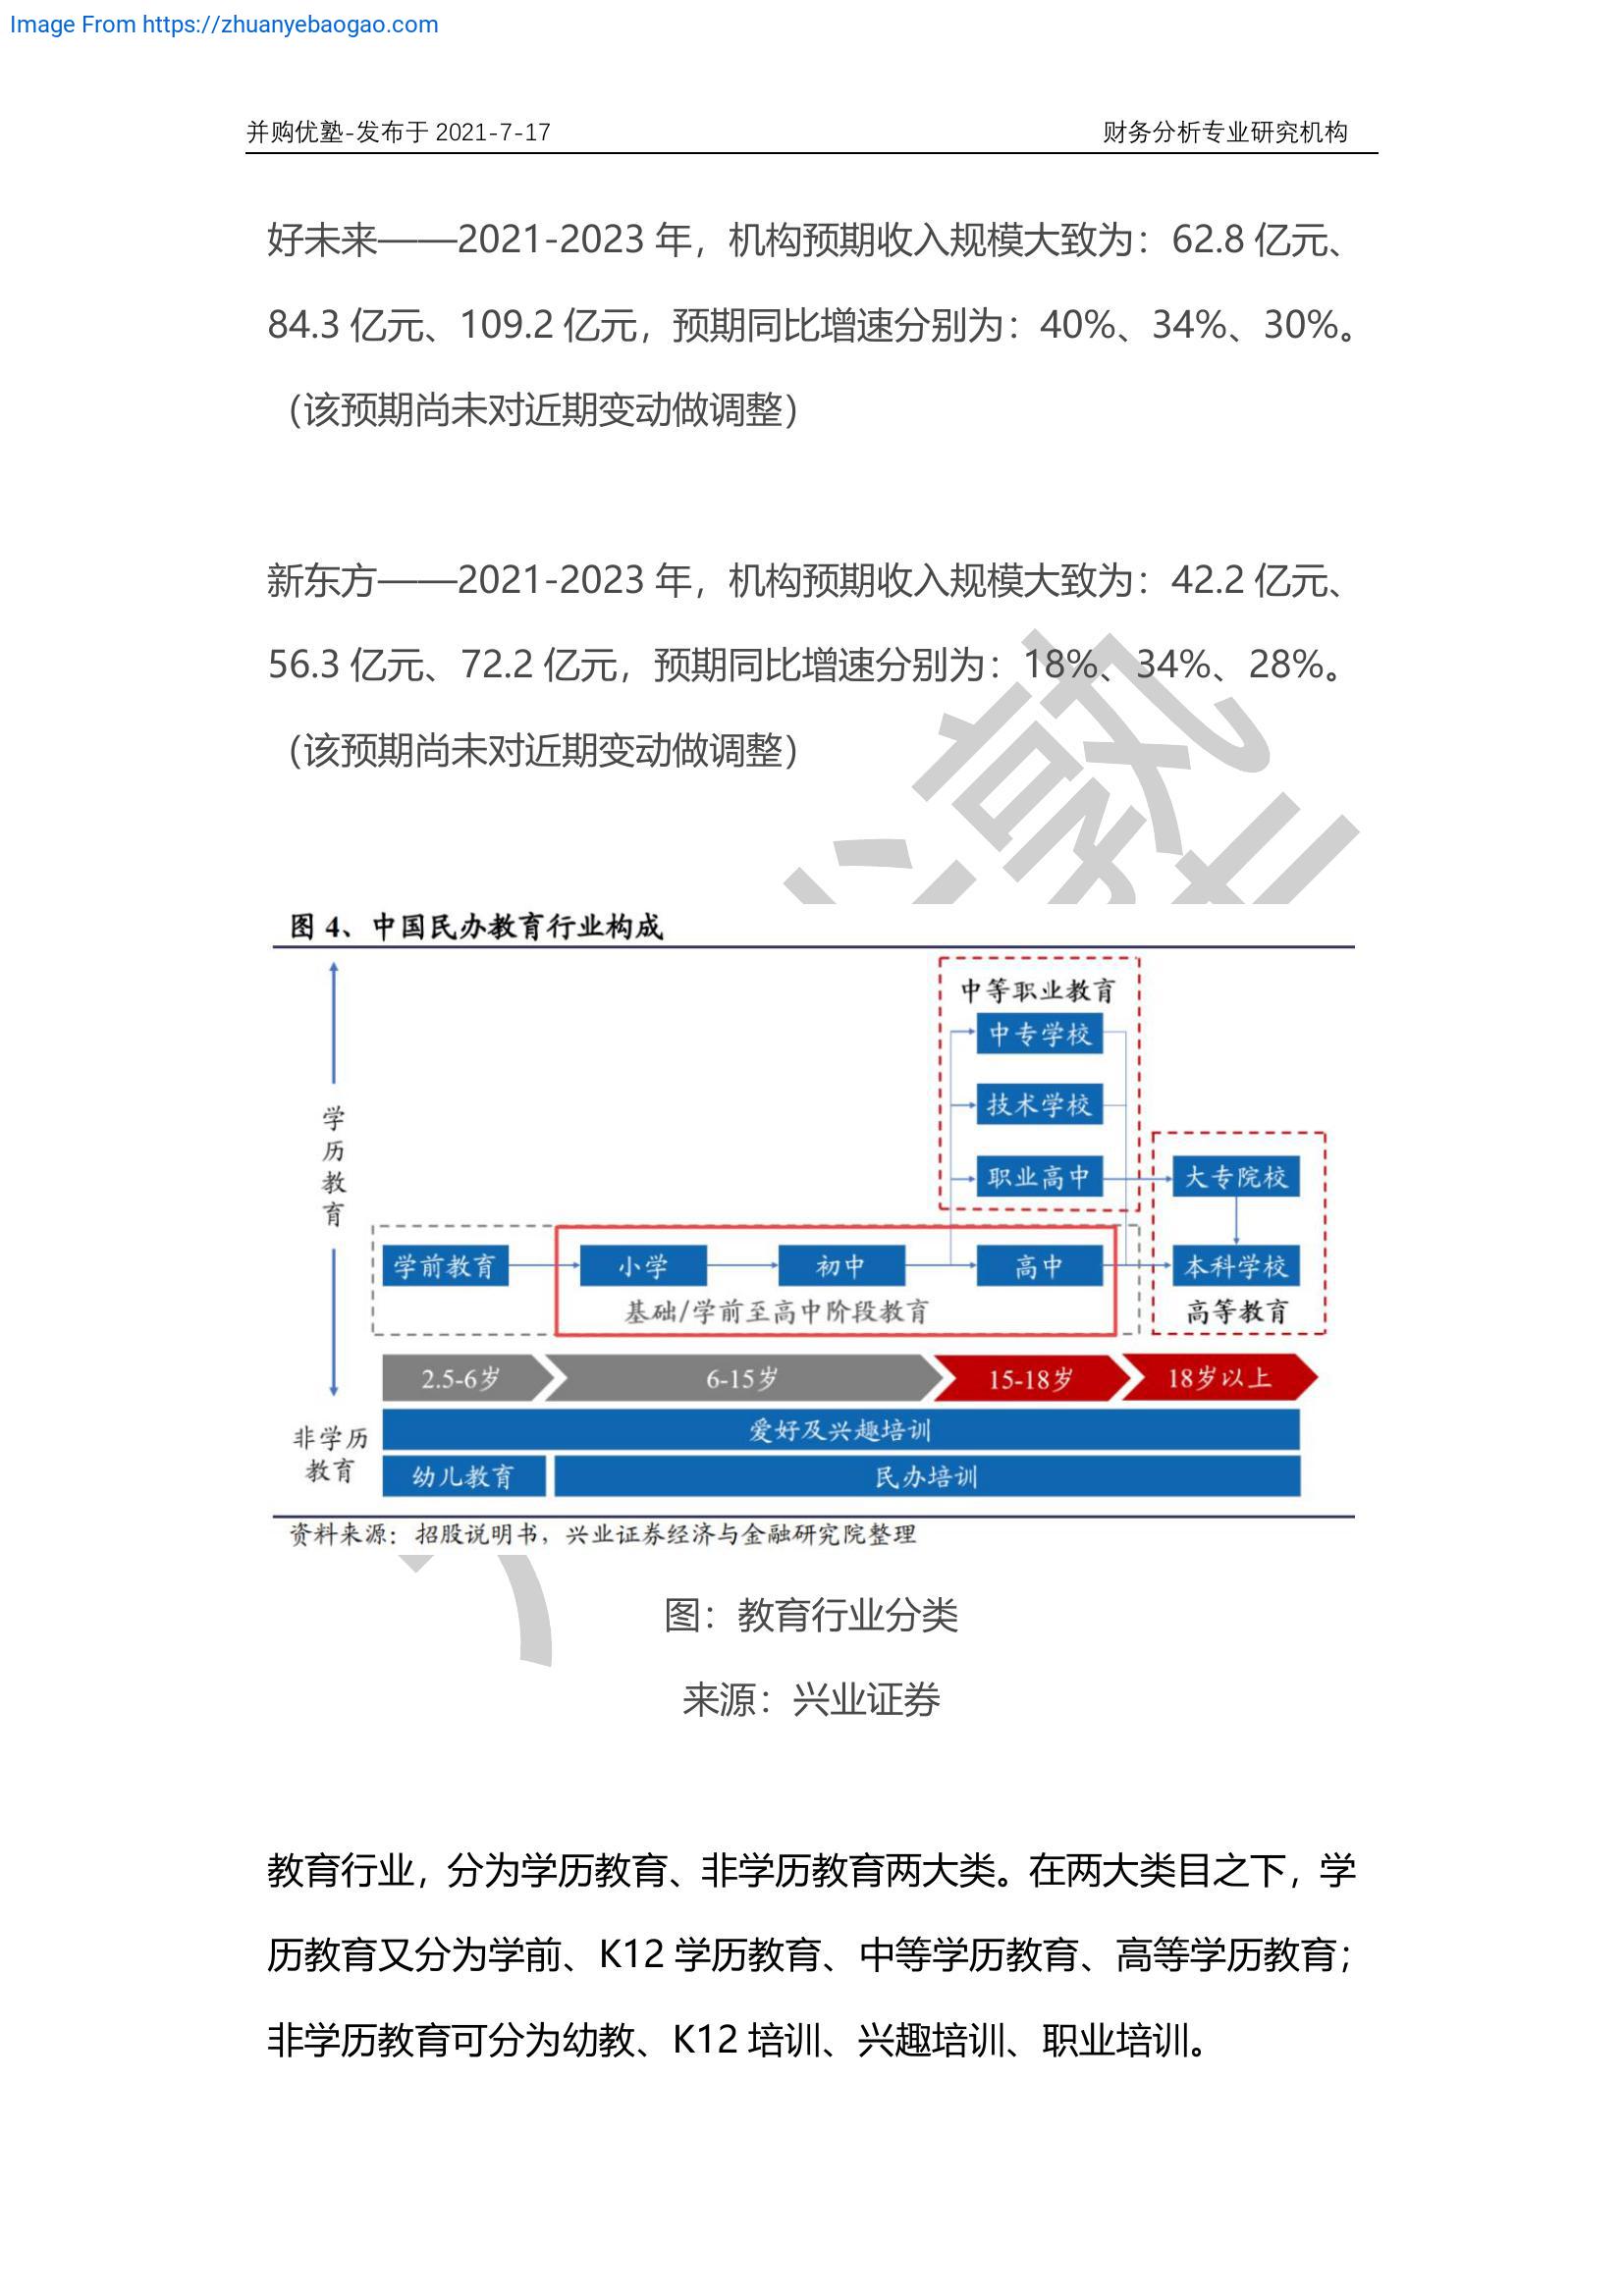 Image From https://zhuanyebaogao.com
并购优塾-发布于 2021-7-17
财务分析专业研究机构
好未来——2021-2023 年，机构预期收入规模大致为：62.8 亿元、
84.3 亿元、109.2 亿元，预期同比增速分别为：40%、34%、30%。
（该预期尚未对近期变动做调整）
新东方——2021-2023 年，机构预期收入规模大致为：42.2 亿元、
56.3 亿元、72.2 亿元，预期同比增速分别为：18%、34%、28%。
（该预期尚未对近期变动做调整）
图 4、中国民办教育行业构成
中等职业教育
中专学校
技术学校
职业高中
大专院校
学历教育
学前教育
小学
初中
高中
本科学校
基础/学前至高中阶段教育
高等教育
2.5-6岁
6-15岁
15-18岁
18岁以上
非学历
教育
爱好及兴趣培训
幼儿教育
民办培训
资料来源：招股说明书，兴业证券经济与金融研究院整理
图：教育行业分类
来源：兴业证券
教育行业，分为学历教育、非学历教育两大类。在两大类目之下，学
历教育又分为学前、K12 学历教育、中等学历教育、高等学历教育；
非学历教育可分为幼教、K12 培训、兴趣培训、职业培训。